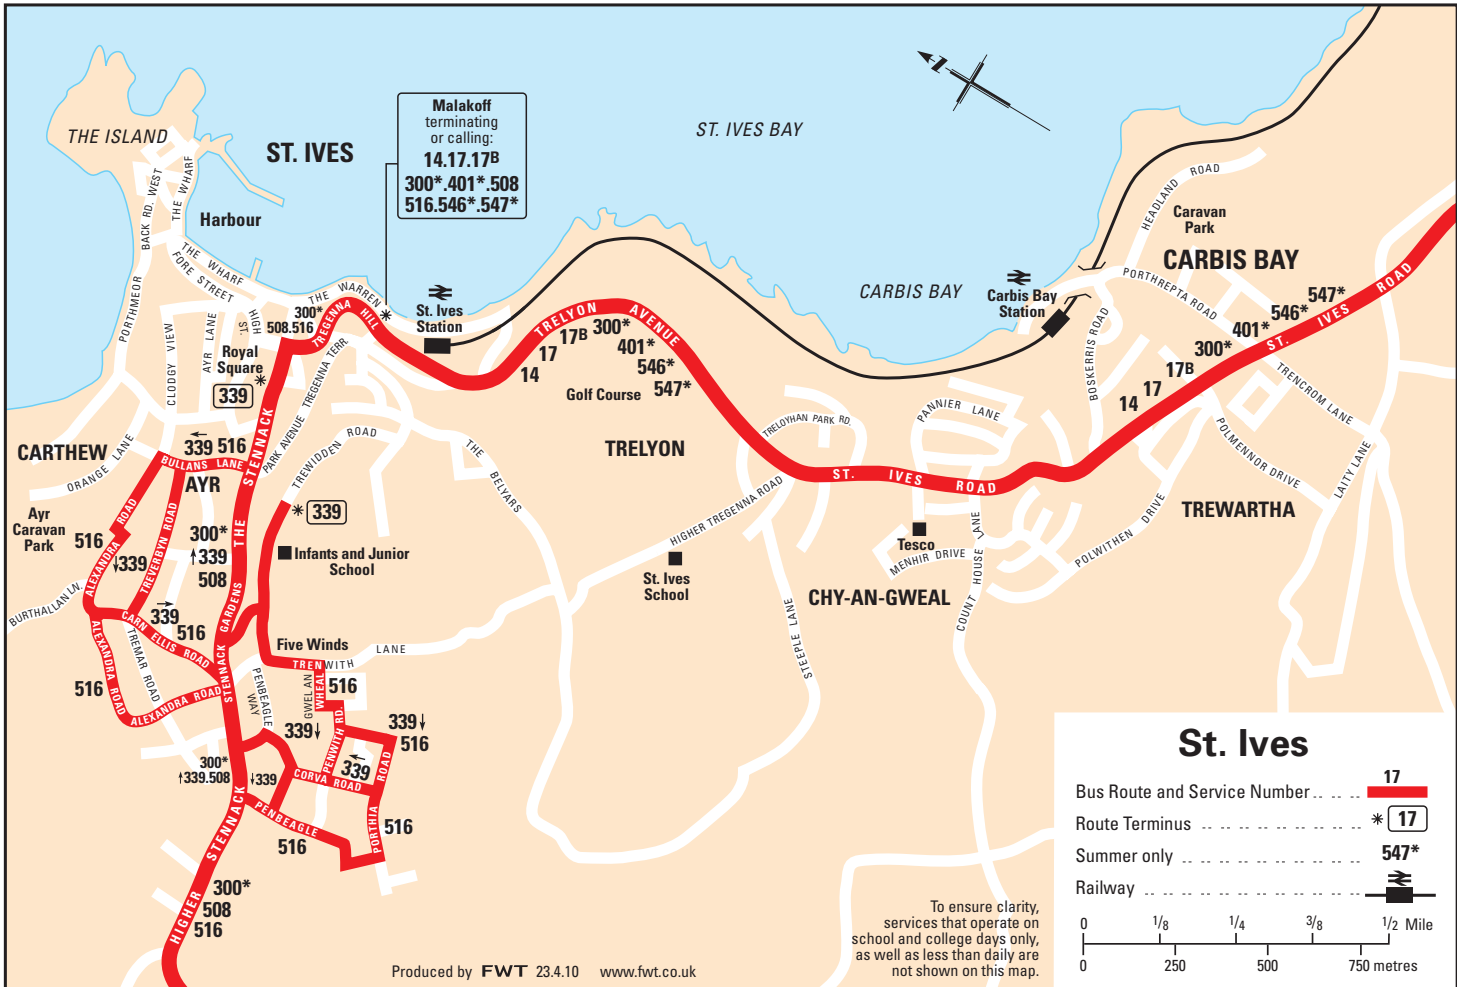 THE ISLAND
ST. IVES
Malakoff
terminating
or calling:
14.17.17B
300*.401*.508
516.546*.547*
ST. IVES BAY
HEADLAND ROAD
Caravan
Park
CARBIS BAY
BACK RD. WEST
THE WHARF
Harbour
THE WHARF
FORE STREET
PORTHMEOR
CLODGY VIEW
AYR LANE
HIGH
ST.
THE WARREN
300*
508.516
TREGENNA
HILL
*
St. Ives
Station
TRELYON AVENUE
14
17
17B
300*
401*
546*
547*
Golf Course
CARBIS BAY
Carbis Bay
Station
PORTHREPTA ROAD
BOSKERRIS ROAD
14
17
17B
300*
401*
546*
547*
ST. IVES ROAD
TRENCROM LANE
Royal
Square
*
339
PARK AVENUE
TREGENNA TERR.
TREWIDDEN ROAD
THE BELYARS
TRELYON
TRELOYHAN PARK RD.
PANNIER LANE
ST. IVES ROAD
POLMENNOR DRIVE
LAITY LANE
TREWARTHA
CARTHEW
ORANGE LANE
339 516
BULLANS LANE
AYR
THE STENNACK
* 339
Infants and Junior
School
HIGHER TREGENNA ROAD
St. Ives
School
Tesco
MENHIR DRIVE
COUNT HOUSE LANE
POLWITHEN DRIVE
CHY-AN-GWEAL
STEEPLE LANE
Ayr
Caravan
Park
516
ALEXANDRA ROAD
339
TREVERBYN ROAD
300*
339
508
BURTHALLAN LN.
339
516
CARN ELLIS ROAD
STENNACK GARDENS
TREMAR ROAD
ALEXANDRA ROAD
516
ALEXANDRA ROAD
Five Winds
TRENWITH LANE
PENBEAGLE
WAY
GWELAN
WHEAL
516
339
PENWITH RD.
339
516
339
CORVA ROAD
PORTHIA ROAD
300*
339.508
339
PENBEAGLE
516
516
HIGHER STENNACK
300*
508
516
Produced by FWT 23.4.10 www.fwt.co.uk
To ensure clarity,
services that operate on
school and college days only,
as well as less than daily are
not shown on this map.
St. Ives
17
Bus Route and Service Number
Route Terminus * 17
Summer only 547*
Railway
0 1/8 1/4 3/8 1/2 Mile
0 250 500 750 metres